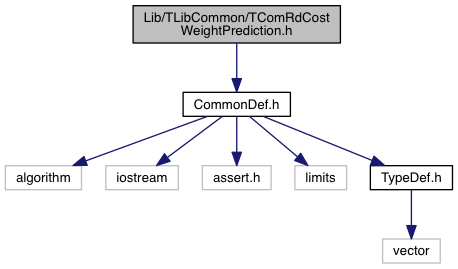 Lib/TLibCommon/TComRdCost
WeightPrediction.h
CommonDef.h
algorithm
iostream
assert.h
limits
TypeDef.h
vector